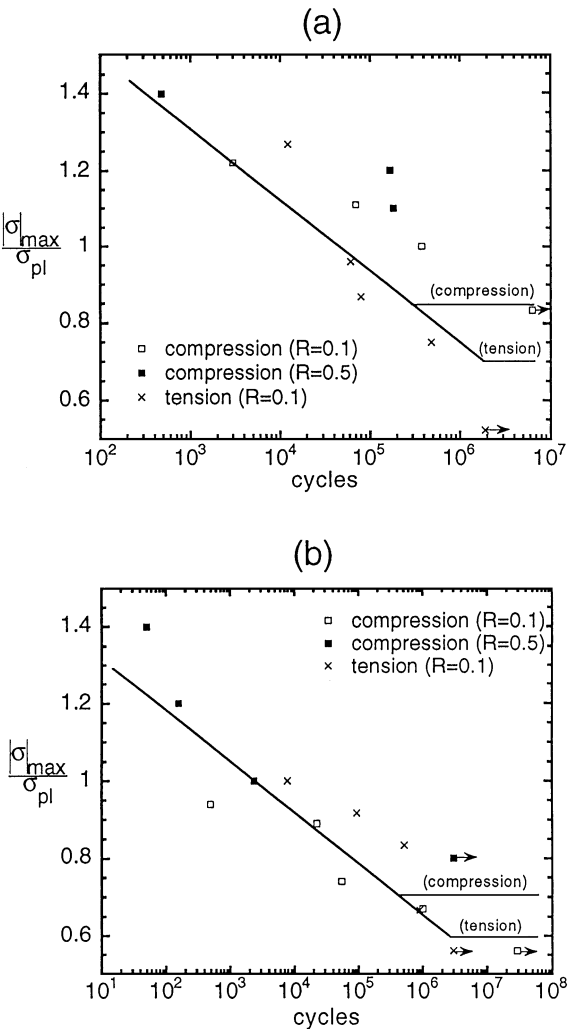 (a)
1.4
1.2
1
0.8
0.6
|σ|max
σpl
(compression)
(tension)
compression (R=0.1)
compression (R=0.5)
tension (R=0.1)
10² 10³ 10⁴ 10⁵ 10⁶ 10⁷
cycles
(b)
compression (R=0.1)
compression (R=0.5)
tension (R=0.1)
1.4
1.2
1
0.8
0.6
|σ|max
σpl
(compression)
(tension)
10¹ 10² 10³ 10⁴ 10⁵ 10⁶ 10⁷ 10⁸
cycles